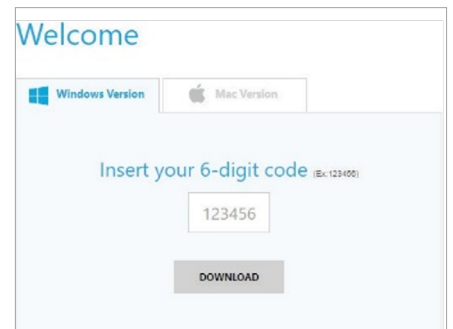 Welcome
Windows Version Mac Version
Insert your 6-digit code (Ex:123456)
123456
DOWNLOAD